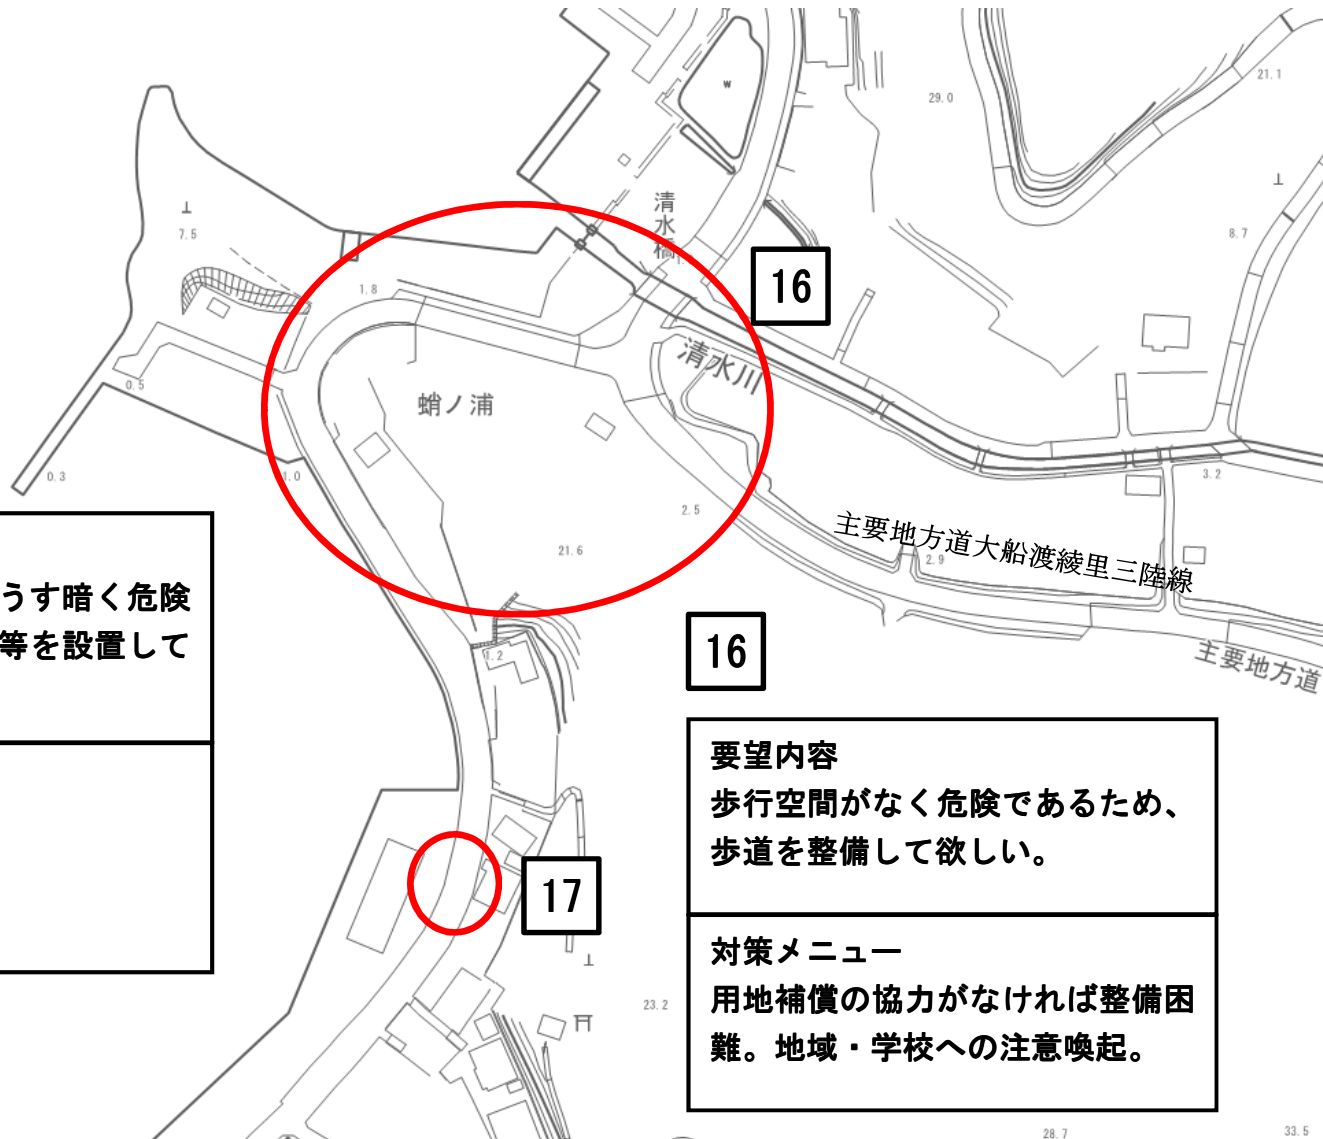 21.1
29.0
W
清水橋
7.5
8.7
16
1.8
清水川
0.5
蛸ノ浦
0.3
1.0
3.2
2.5
主要地方道大船渡綾里三陸線
21.6
2.9
うす暗く危険
等を設置して
16
1.2
主要地方道
要望内容
歩行空間がなく危険であるため、
歩道を整備して欲しい。
17
対策メニュー
用地補償の協力がなければ整備困
難。地域・学校への注意喚起。
23.2
28.7
33.5